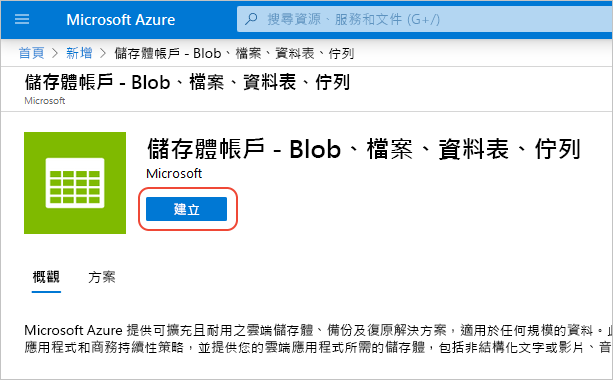 Microsoft Azure
搜尋資源、服務和文件 (G+/)
首頁 > 新增 > 儲存體帳戶 - Blob、檔案、資料表、佇列
儲存體帳戶 - Blob、檔案、資料表、佇列
Microsoft
儲存體帳戶 - Blob、檔案、資料表、佇列
Microsoft
建立
概觀 方案
Microsoft Azure 提供可擴充且耐用之雲端儲存體、備份及復原解決方案，適用於任何規模的資料。
應用程式和商務持續性策略，並提供您的雲端應用程式所需的儲存體，包括非結構化文字或影片、音